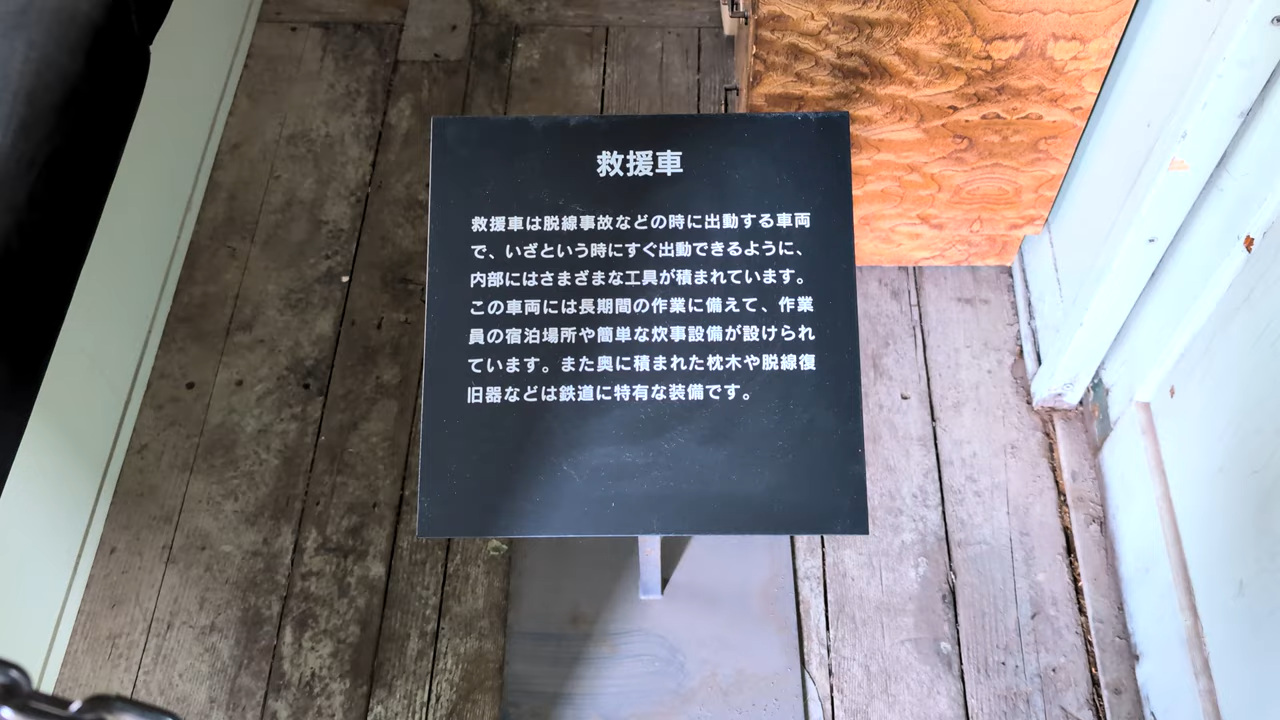 救援車
救援車は脱線事故などの時に出動する車両
で、いざという時にすぐ出動できるように、
内部にはさまざまな工具が積まれています。
この車両には長期間の作業に備えて、作業
員の宿泊場所や簡単な炊事設備が設けられ
ています。また奥に積まれた枕木や脱線復
旧器などは鉄道に特有な装備です。